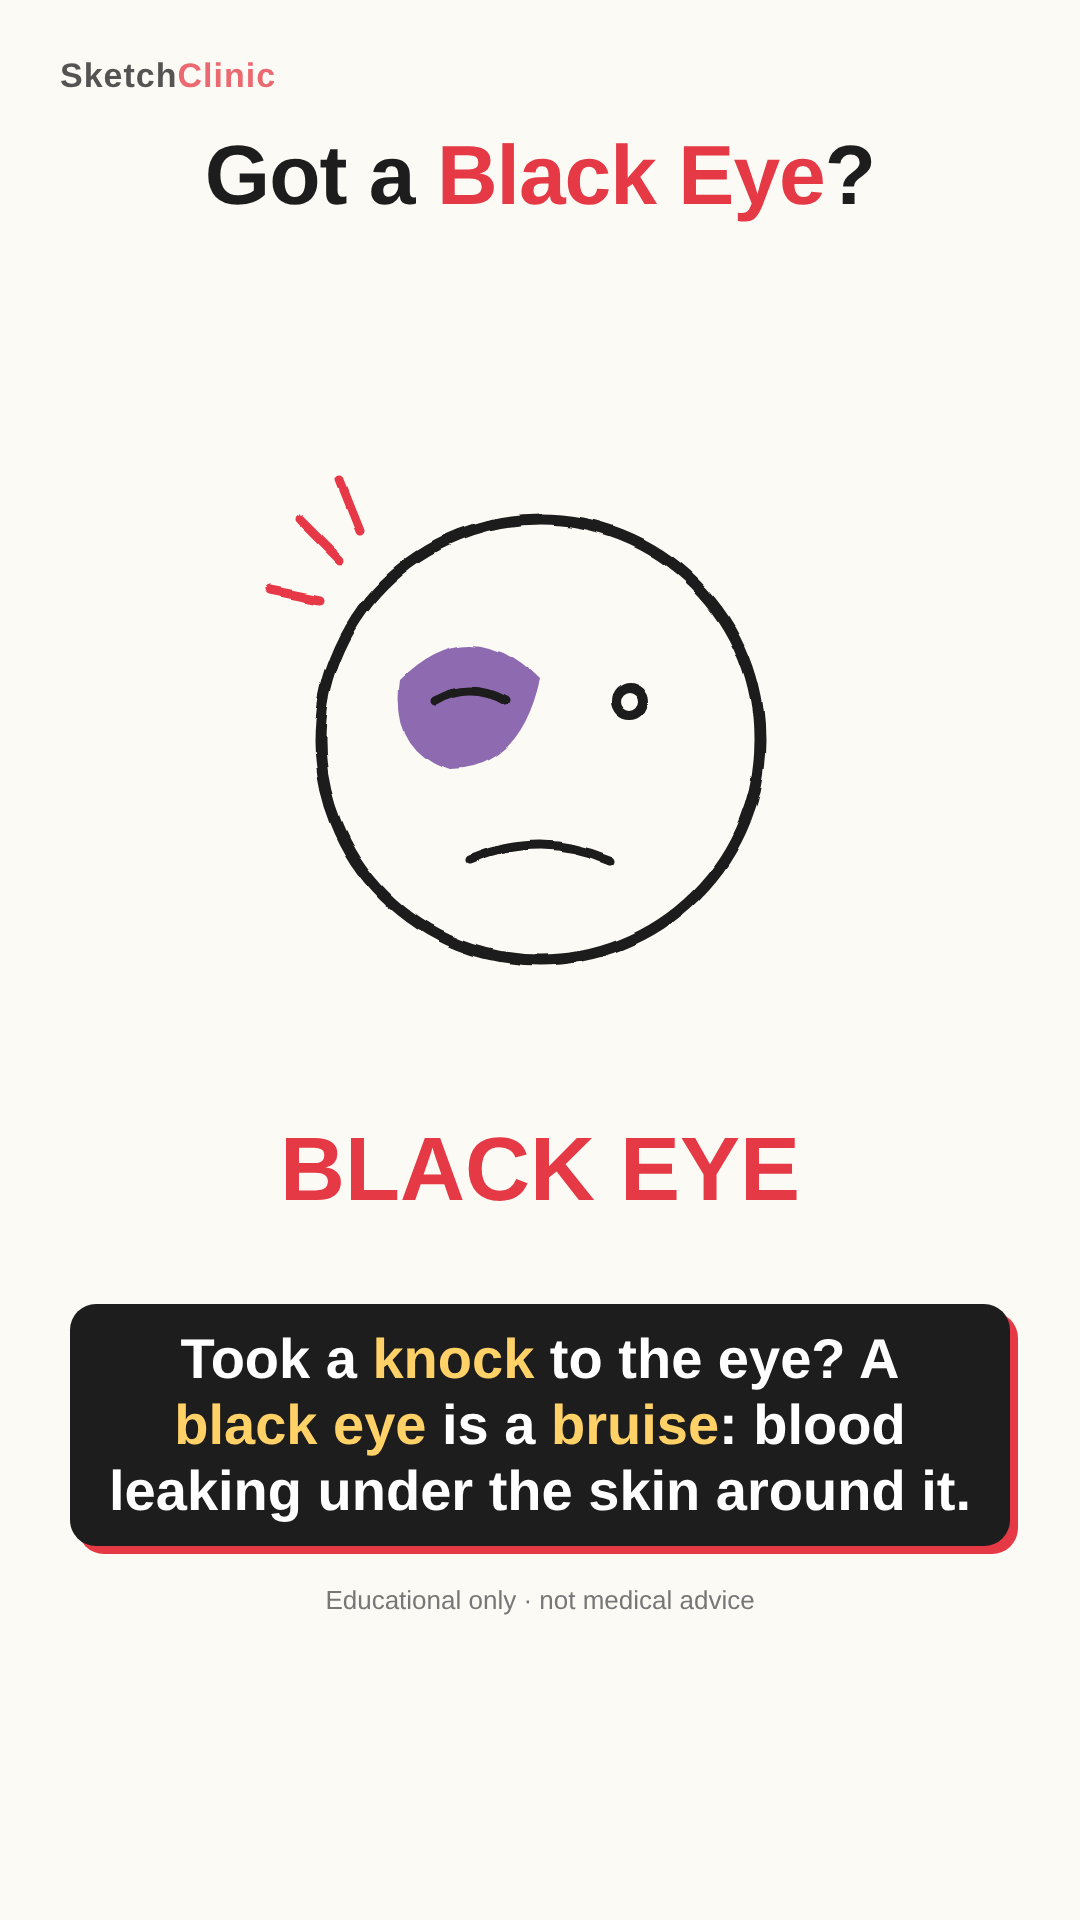 SketchClinic
Got a Black Eye?
BLACK EYE
Took a knock to the eye? A
black eye is a bruise: blood
leaking under the skin around it.
Educational only · not medical advice